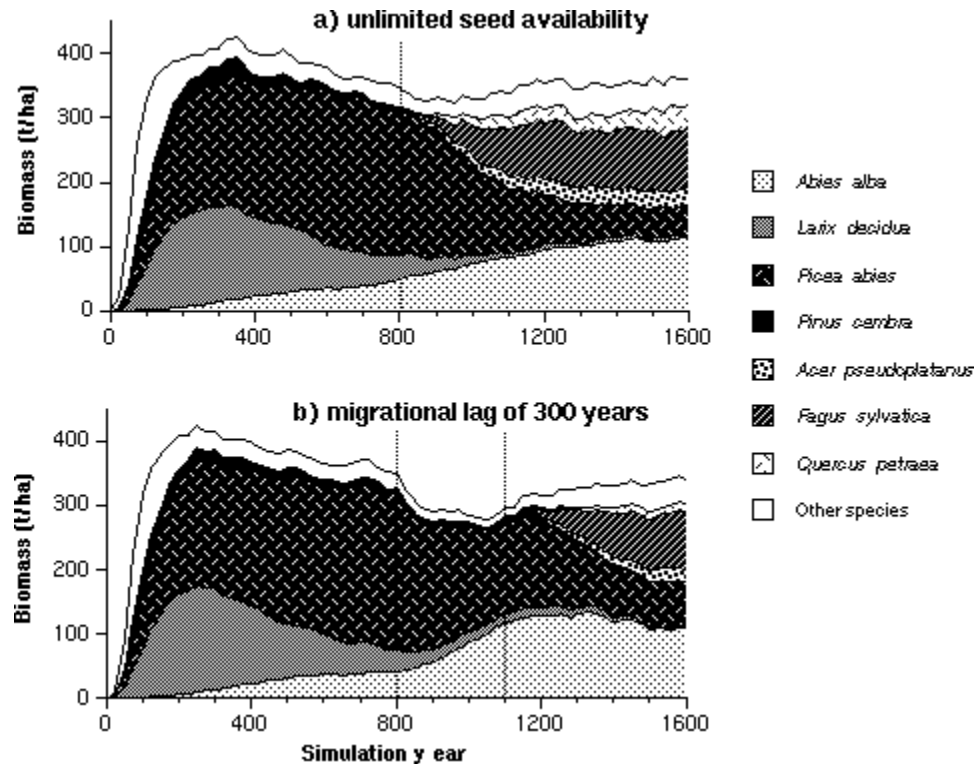 a) unlimited seed availability
Biomass (t/ha)
400
300
200
100
0
0 400 800 1200 1600
b) migrational lag of 300 years
Biomass (t/ha)
400
300
200
100
0
0 400 800 1200 1600
Simulation y ear
Abies alba
Larix decidua
Picea abies
Pinus cembra
Acer pseudoplatanus
Fagus sylvatica
Quercus petraea
Other species